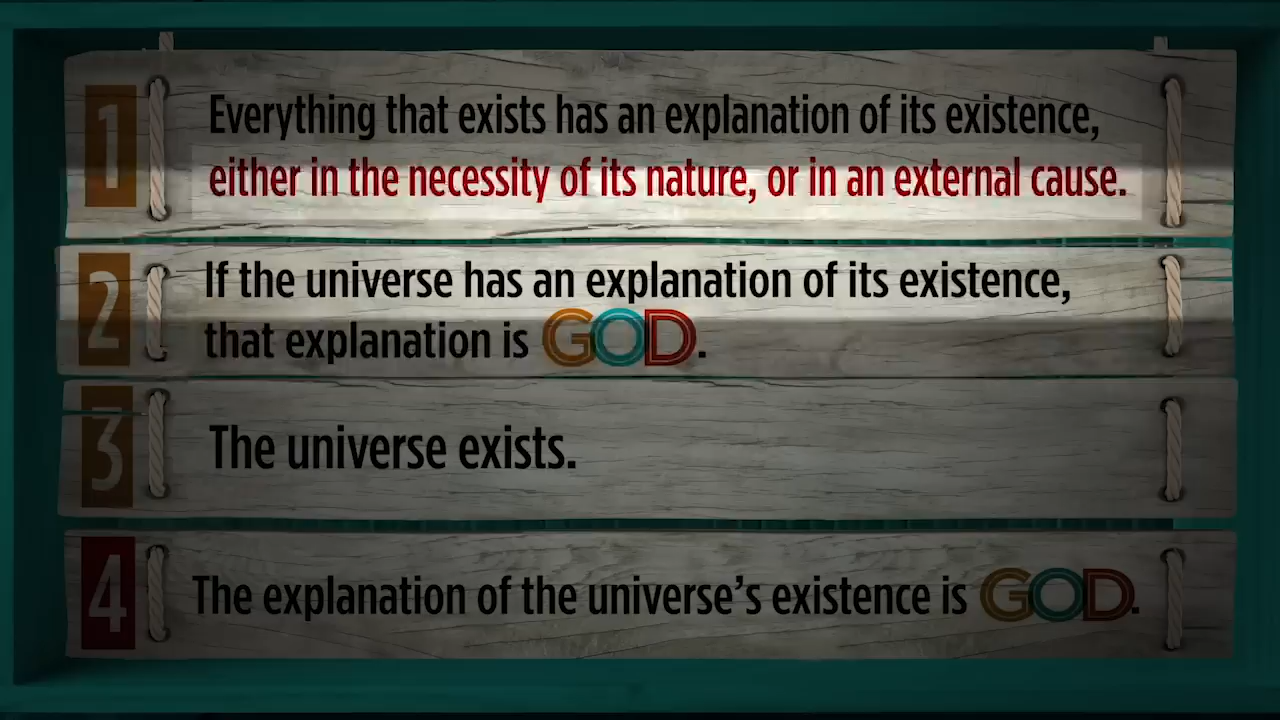 1
Everything that exists has an explanation of its existence,
either in the necessity of its nature, or in an external cause.
2
If the universe has an explanation of its existence,
that explanation is GOD.
3
The universe exists.
4
The explanation of the universe’s existence is GOD.